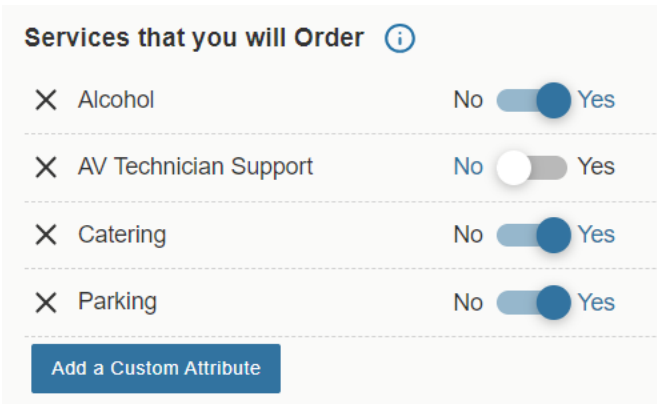 Services that you will Order
Alcohol No Yes
AV Technician Support No Yes
Catering No Yes
Parking No Yes
Add a Custom Attribute